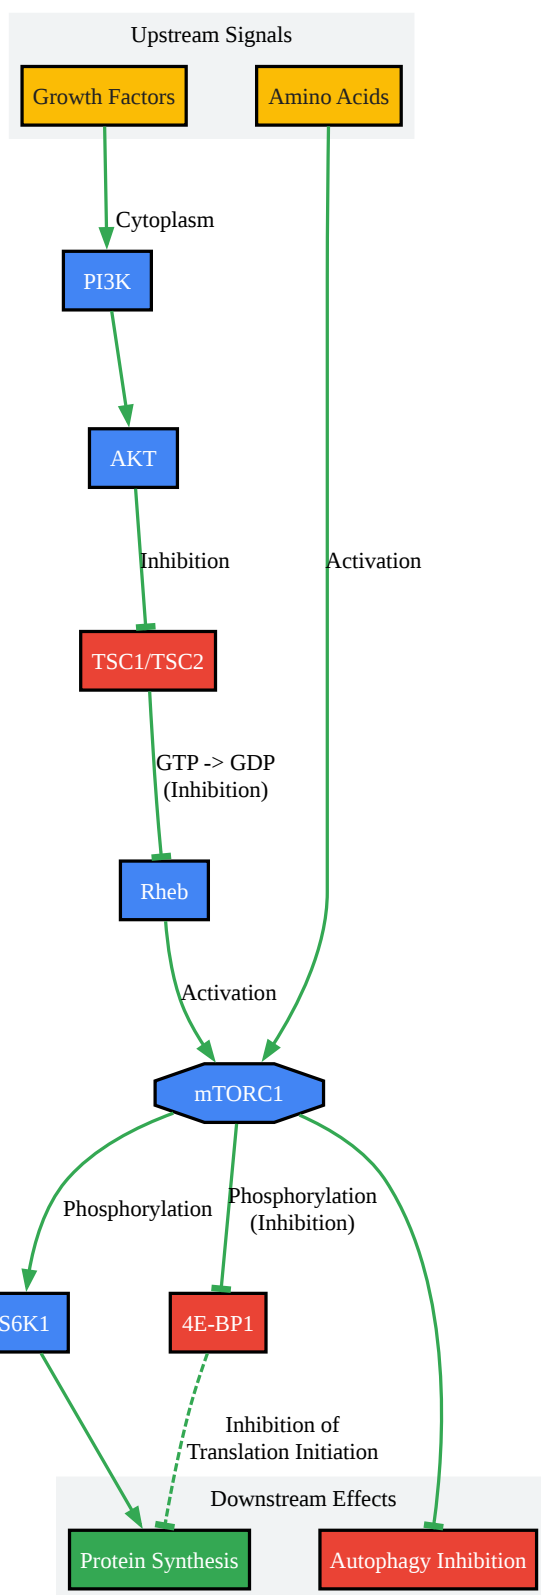 Upstream Signals
Growth Factors
Amino Acids
Cytoplasm
PI3K
AKT
Inhibition
Activation
TSC1/TSC2
GTP -> GDP
(Inhibition)
Rheb
Activation
mTORC1
Phosphorylation
Phosphorylation
(Inhibition)
S6K1
4E-BP1
Inhibition of
Translation Initiation
Downstream Effects
Protein Synthesis
Autophagy Inhibition